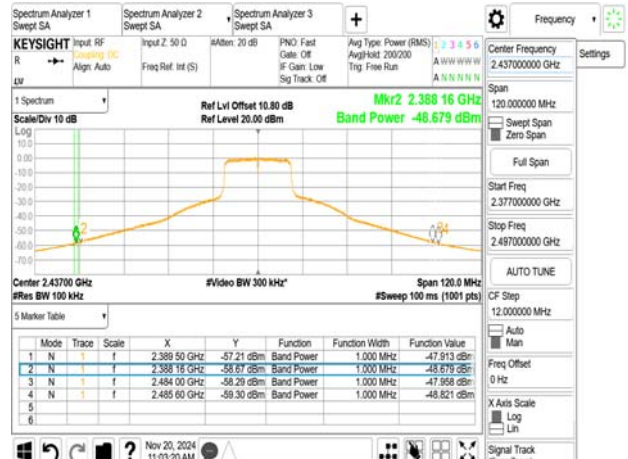 Spectrum Analyzer 1
Swept SA
Spectrum Analyzer 2
Swept SA
Spectrum Analyzer 3
Swept SA
+
Frequency
KEYSIGHT
R
Input: RF
Coupling: DC
Align: Auto
Input Z: 50 Ω
Freq Ref: Int (S)
#Atten: 20 dB
PNO: Fast
Gate: Off
IF Gain: Low
Sig Track: Off
Avg Type: Power (RMS)
Avg|Hold: 200/200
Trig: Free Run
1 2 3 4 5 6
A W W W W W
A N N N N N
1 Spectrum
Scale/Div 10 dB
Ref Lvl Offset 10.80 dB
Ref Level 20.00 dBm
Mkr2 2.388 16 GHz
Band Power -48.679 dBm
Log
10.0
0.00
-10.0
-20.0
-30.0
-40.0
-50.0
-60.0
-70.0
2
4
Center 2.43700 GHz
#Res BW 100 kHz
#Video BW 300 kHz*
Span 120.0 MHz
#Sweep 100 ms (1001 pts)
5 Marker Table
Mode Trace Scale X Y Function Function Width Function Value
1 N 1 f 2.389 50 GHz -57.21 dBm Band Power 1.000 MHz -47.913 dBm
2 N 1 f 2.388 16 GHz -58.67 dBm Band Power 1.000 MHz -48.679 dBm
3 N 1 f 2.484 00 GHz -58.29 dBm Band Power 1.000 MHz -47.958 dBm
4 N 1 f 2.485 60 GHz -59.30 dBm Band Power 1.000 MHz -48.821 dBm
5
6
?
Nov 20, 2024
11:03:20 AM
Center Frequency
2.437000000 GHz
Settings
Span
120.000000 MHz
Swept Span
Zero Span
Full Span
Start Freq
2.377000000 GHz
Stop Freq
2.497000000 GHz
AUTO TUNE
CF Step
12.000000 MHz
Auto
Man
Freq Offset
0 Hz
X Axis Scale
Log
Lin
Signal Track